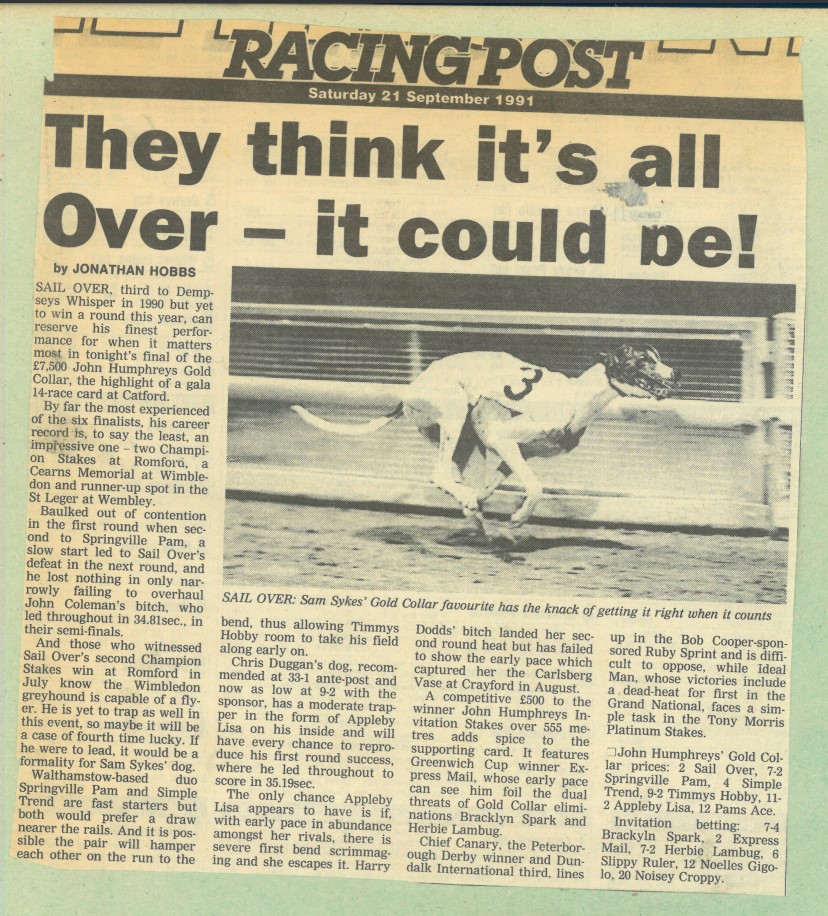 RACING POST
Saturday 21 September 1991
They think it's all
Over – it could be!
by JONATHAN HOBBS
SAIL OVER, third to Demp-
seys Whisper in 1990 but yet
to win a round this year, can
reserve his finest perfor-
mance for when it matters
most in tonight's final of the
£7,500 John Humphreys Gold
Collar, the highlight of a gala
14-race card at Catford.
By far the most experienced
of the six finalists, his career
record is, to say the least, an
impressive one – two Champi-
on Stakes at Romford, a
Cearns Memorial at Wimble-
don and runner-up spot in the
St Leger at Wembley.
Baulked out of contention
in the first round when sec-
ond to Springville Pam, a
slow start led to Sail Over's
defeat in the next round, and
he lost nothing in only nar-
rowly failing to overhaul
John Coleman's bitch, who
led throughout in 34.81sec., in
their semi-finals.
And those who witnessed
Sail Over's second Champion
Stakes win at Romford in
July know the Wimbledon
greyhound is capable of a fly-
er. He is yet to trap as well in
this event, so maybe it will be
a case of fourth time lucky. If
he were to lead, it would be a
formality for Sam Sykes' dog.
Walthamstow-based duo
Springville Pam and Simple
Trend are fast starters but
both would prefer a draw
nearer the rails. And it is pos-
sible the pair will hamper
each other on the run to the
3
SAIL OVER: Sam Sykes' Gold Collar favourite has the knack of getting it right when it counts
bend, thus allowing Timmys
Hobby room to take his field
along early on.
Chris Duggan's dog, recom-
mended at 33-1 ante-post and
now as low at 9-2 with the
sponsor, has a moderate trap-
per in the form of Appleby
Lisa on his inside and will
have every chance to repro-
duce his first round success,
where he led throughout to
score in 35.19sec.
The only chance Appleby
Lisa appears to have is if,
with early pace in abundance
amongst her rivals, there is
severe first bend scrimmag-
ing and she escapes it. Harry
Dodds' bitch landed her sec-
ond round heat but has failed
to show the early pace which
captured her the Carlsberg
Vase at Crayford in August.
A competitive £500 to the
winner John Humphreys In-
vitation Stakes over 555 me-
tres adds spice to the
supporting card. It features
Greenwich Cup winner Ex-
press Mail, whose early pace
can see him foil the dual
threats of Gold Collar elimi-
nations Bracklyn Spark and
Herbie Lambug.
Chief Canary, the Peterbor-
ough Derby winner and Dun-
dalk International third, lines
up in the Bob Cooper-spon-
sored Ruby Sprint and is diffi-
cult to oppose, while Ideal
Man, whose victories include
a dead-heat for first in the
Grand National, faces a sim-
ple task in the Tony Morris
Platinum Stakes.
□John Humphreys' Gold Col-
lar prices: 2 Sail Over, 7-2
Springville Pam, 4 Simple
Trend, 9-2 Timmys Hobby, 11-
2 Appleby Lisa, 12 Pams Ace.
Invitation betting: 7-4
Brackyln Spark, 2 Express
Mail, 7-2 Herbie Lambug, 6
Slippy Ruler, 12 Noelles Gigo-
lo, 20 Noisey Croppy.